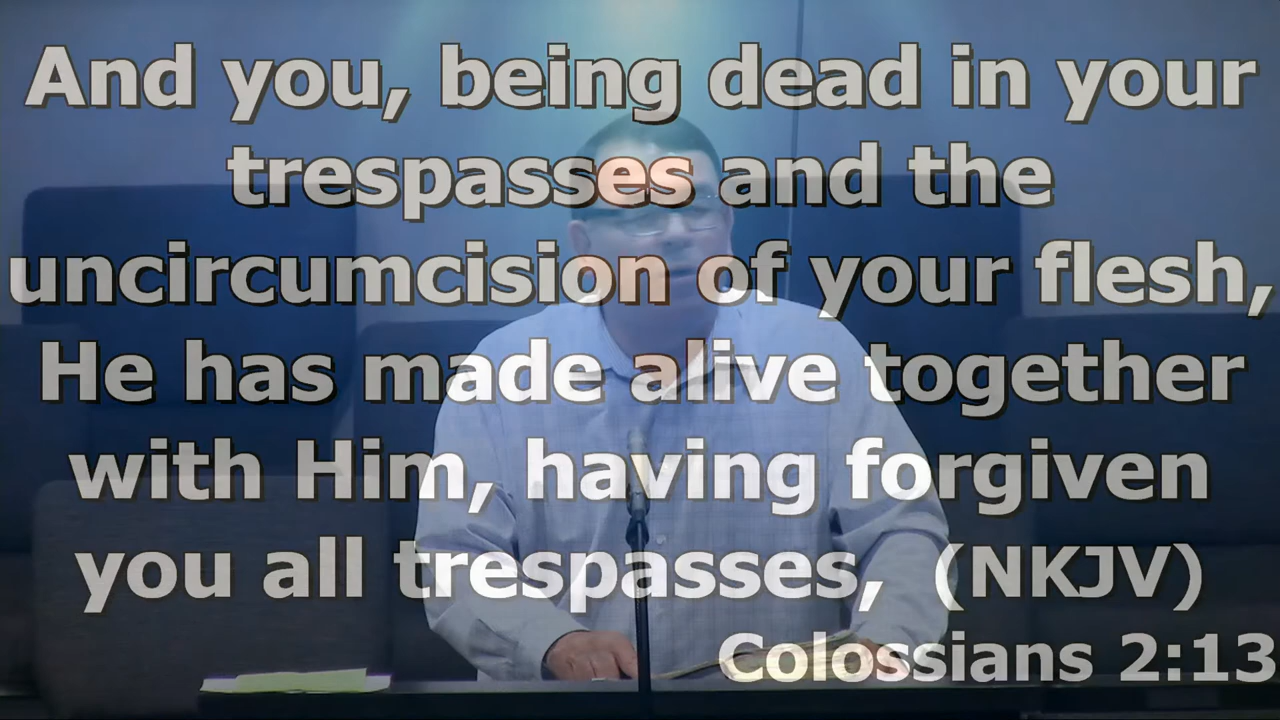 And you, being dead in your
trespasses and the
uncircumcision of your flesh,
He has made alive together
with Him, having forgiven
you all trespasses, (NKJV)
Colossians 2:13